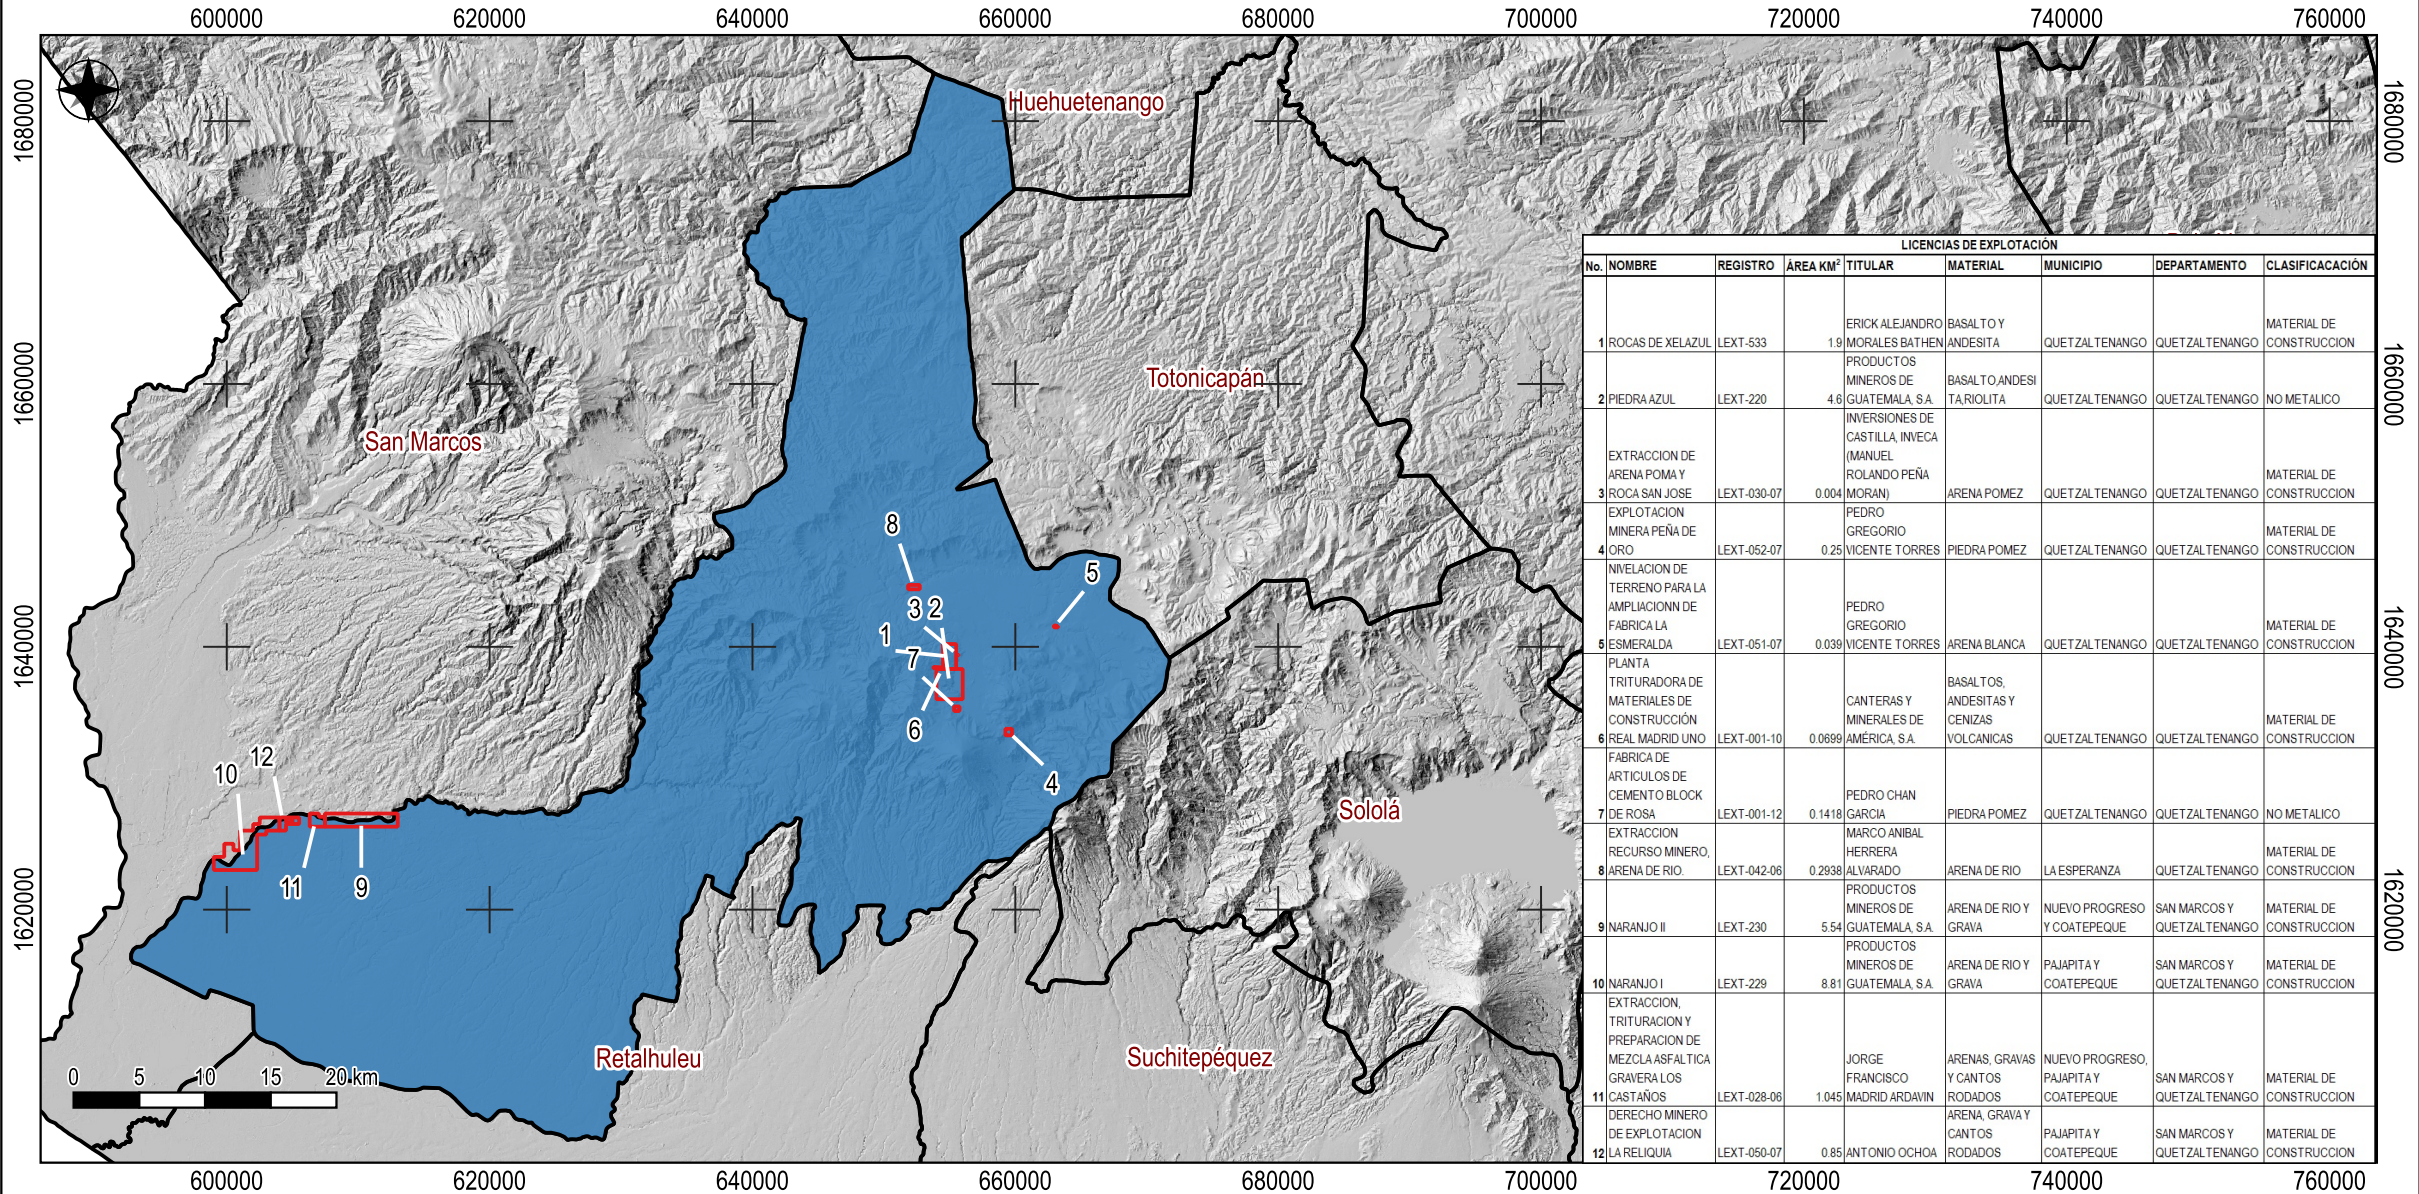 600000 620000 640000 660000 680000 700000 720000 740000 760000
1680000
1660000
1640000
1620000
Huehuetenango
Totonicapán
San Marcos
Sololá
Retalhuleu
Suchitepéquez
8
5
3 2
1
7
6
4
12
10
11
9
0 5 10 15 20 km
LICENCIAS DE EXPLOTACIÓN
No. NOMBRE REGISTRO ÁREA KM² TITULAR MATERIAL MUNICIPIO DEPARTAMENTO CLASIFICACACIÓN
ERICK ALEJANDRO BASALTO Y MATERIAL DE
1 ROCAS DE XELAZUL LEXT-533 1.9 MORALES BATHEN ANDESITA QUETZALTENANGO QUETZALTENANGO CONSTRUCCION
PRODUCTOS
MINEROS DE BASALTO,ANDESI
2 PIEDRA AZUL LEXT-220 4.6 GUATEMALA, S.A. TA,RIOLITA QUETZALTENANGO QUETZALTENANGO NO METALICO
INVERSIONES DE
CASTILLA, INVECA
EXTRACCION DE (MANUEL
ARENA POMA Y ROLANDO PEÑA MATERIAL DE
3 ROCA SAN JOSE LEXT-030-07 0.004 MORAN) ARENA POMEZ QUETZALTENANGO QUETZALTENANGO CONSTRUCCION
EXPLOTACION PEDRO
MINERA PEÑA DE GREGORIO MATERIAL DE
4 ORO LEXT-052-07 0.25 VICENTE TORRES PIEDRA POMEZ QUETZALTENANGO QUETZALTENANGO CONSTRUCCION
NIVELACION DE
TERRENO PARA LA
AMPLIACIONN DE PEDRO
FABRICA LA GREGORIO MATERIAL DE
5 ESMERALDA LEXT-051-07 0.039 VICENTE TORRES ARENA BLANCA QUETZALTENANGO QUETZALTENANGO CONSTRUCCION
PLANTA
TRITURADORA DE BASALTOS,
MATERIALES DE CANTERAS Y ANDESITAS Y
CONSTRUCCIÓN MINERALES DE CENIZAS MATERIAL DE
6 REAL MADRID UNO LEXT-001-10 0.0699 AMÉRICA, S.A. VOLCANICAS QUETZALTENANGO QUETZALTENANGO CONSTRUCCION
FABRICA DE
ARTICULOS DE
CEMENTO BLOCK PEDRO CHAN
7 DE ROSA LEXT-001-12 0.1418 GARCIA PIEDRA POMEZ QUETZALTENANGO QUETZALTENANGO NO METALICO
EXTRACCION MARCO ANIBAL
RECURSO MINERO, HERRERA MATERIAL DE
8 ARENA DE RIO. LEXT-042-06 0.2938 ALVARADO ARENA DE RIO LA ESPERANZA QUETZALTENANGO CONSTRUCCION
PRODUCTOS
MINEROS DE ARENA DE RIO Y NUEVO PROGRESO SAN MARCOS Y MATERIAL DE
9 NARANJO II LEXT-230 5.54 GUATEMALA, S.A. GRAVA Y COATEPEQUE QUETZALTENANGO CONSTRUCCION
PRODUCTOS
MINEROS DE ARENA DE RIO Y PAJAPITA Y SAN MARCOS Y MATERIAL DE
10 NARANJO I LEXT-229 8.81 GUATEMALA, S.A. GRAVA COATEPEQUE QUETZALTENANGO CONSTRUCCION
EXTRACCION,
TRITURACION Y
PREPARACION DE
MEZCLA ASFALTICA JORGE ARENAS, GRAVAS NUEVO PROGRESO,
GRAVERA LOS FRANCISCO Y CANTOS PAJAPITA Y SAN MARCOS Y MATERIAL DE
11 CASTAÑOS LEXT-028-06 1.045 MADRID ARDAVIN RODADOS COATEPEQUE QUETZALTENANGO CONSTRUCCION
DERECHO MINERO ARENA, GRAVA Y
DE EXPLOTACION CANTOS PAJAPITA Y SAN MARCOS Y MATERIAL DE
12 LA RELIQUIA LEXT-050-07 0.85 ANTONIO OCHOA RODADOS COATEPEQUE QUETZALTENANGO CONSTRUCCION
1680000
1660000
1640000
1620000
600000 620000 640000 660000 680000 700000 720000 740000 760000